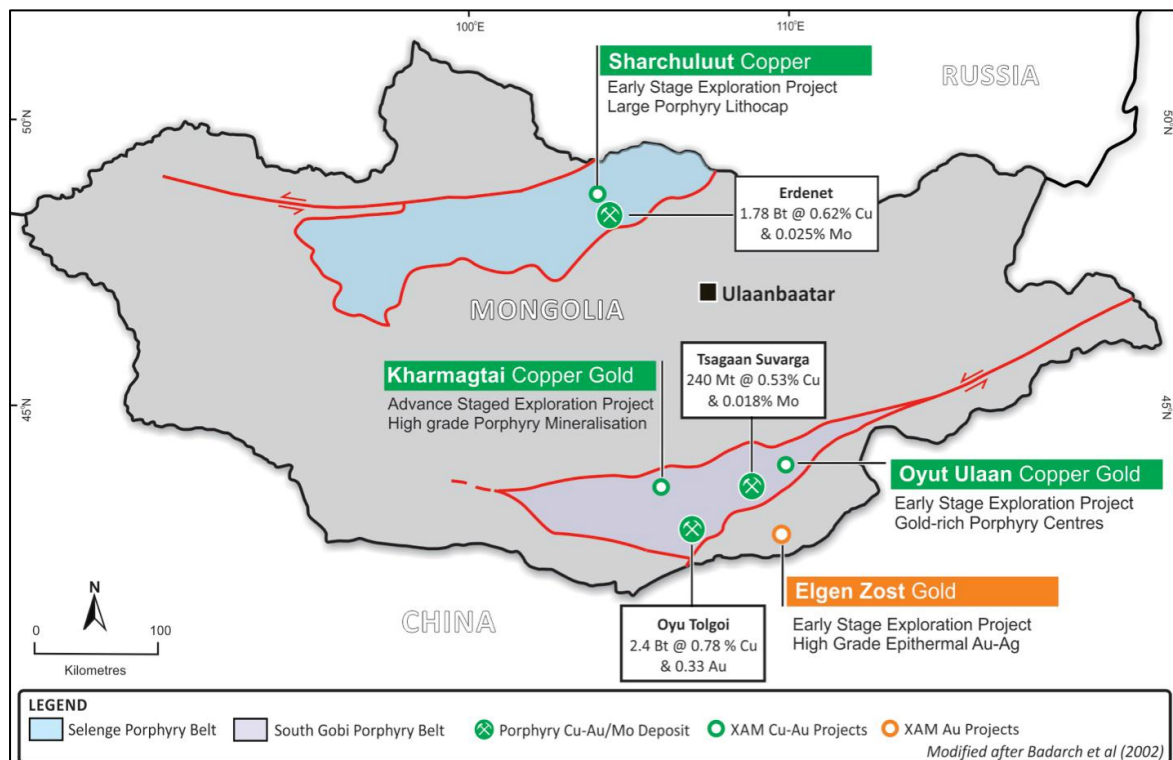 100°E
110°E
50°N
50°N
45°N
45°N
Sharchuluut Copper
Early Stage Exploration Project
Large Porphyry Lithocap
RUSSIA
Erdenet
1.78 Bt @ 0.62% Cu
& 0.025% Mo
MONGOLIA
Ulaanbaatar
Kharmagtai Copper Gold
Advance Staged Exploration Project
High grade Porphyry Mineralisation
Tsagaan Suvarga
240 Mt @ 0.53% Cu
& 0.018% Mo
Oyut Ulaan Copper Gold
Early Stage Exploration Project
Gold-rich Porphyry Centres
Elgen Zost Gold
Early Stage Exploration Project
High Grade Epithermal Au-Ag
Oyu Tolgoi
2.4 Bt @ 0.78 % Cu
& 0.33 Au
CHINA
N
0 100
Kilometres
LEGEND
Selenge Porphyry Belt South Gobi Porphyry Belt Porphyry Cu-Au/Mo Deposit XAM Cu-Au Projects XAM Au Projects
Modified after Badarch et al (2002)